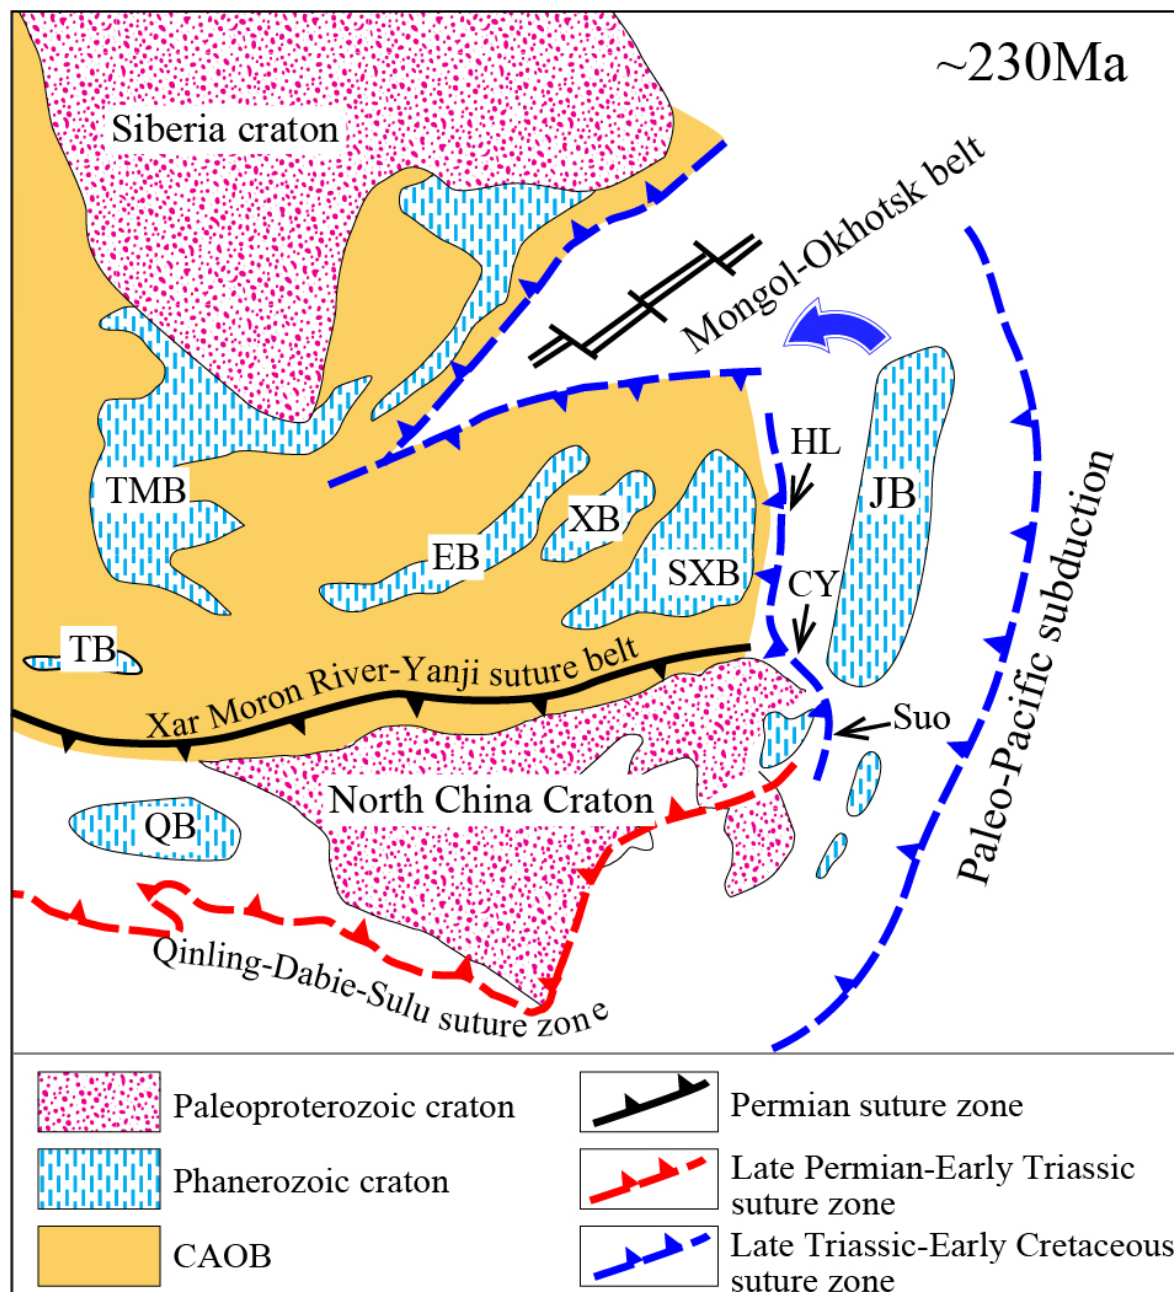 ~230Ma
Siberia craton
Mongol-Okhotsk belt
HL
JB
TMB
XB
EB
SXB
CY
Paleo-Pacific subduction
TB
Xar Moron River-Yanji suture belt
Suo
North China Craton
QB
Qinling-Dabie-Sulu suture zone
Paleoproterozoic craton
Phanerozoic craton
CAOB
Permian suture zone
Late Permian-Early Triassic
suture zone
Late Triassic-Early Cretaceous
suture zone